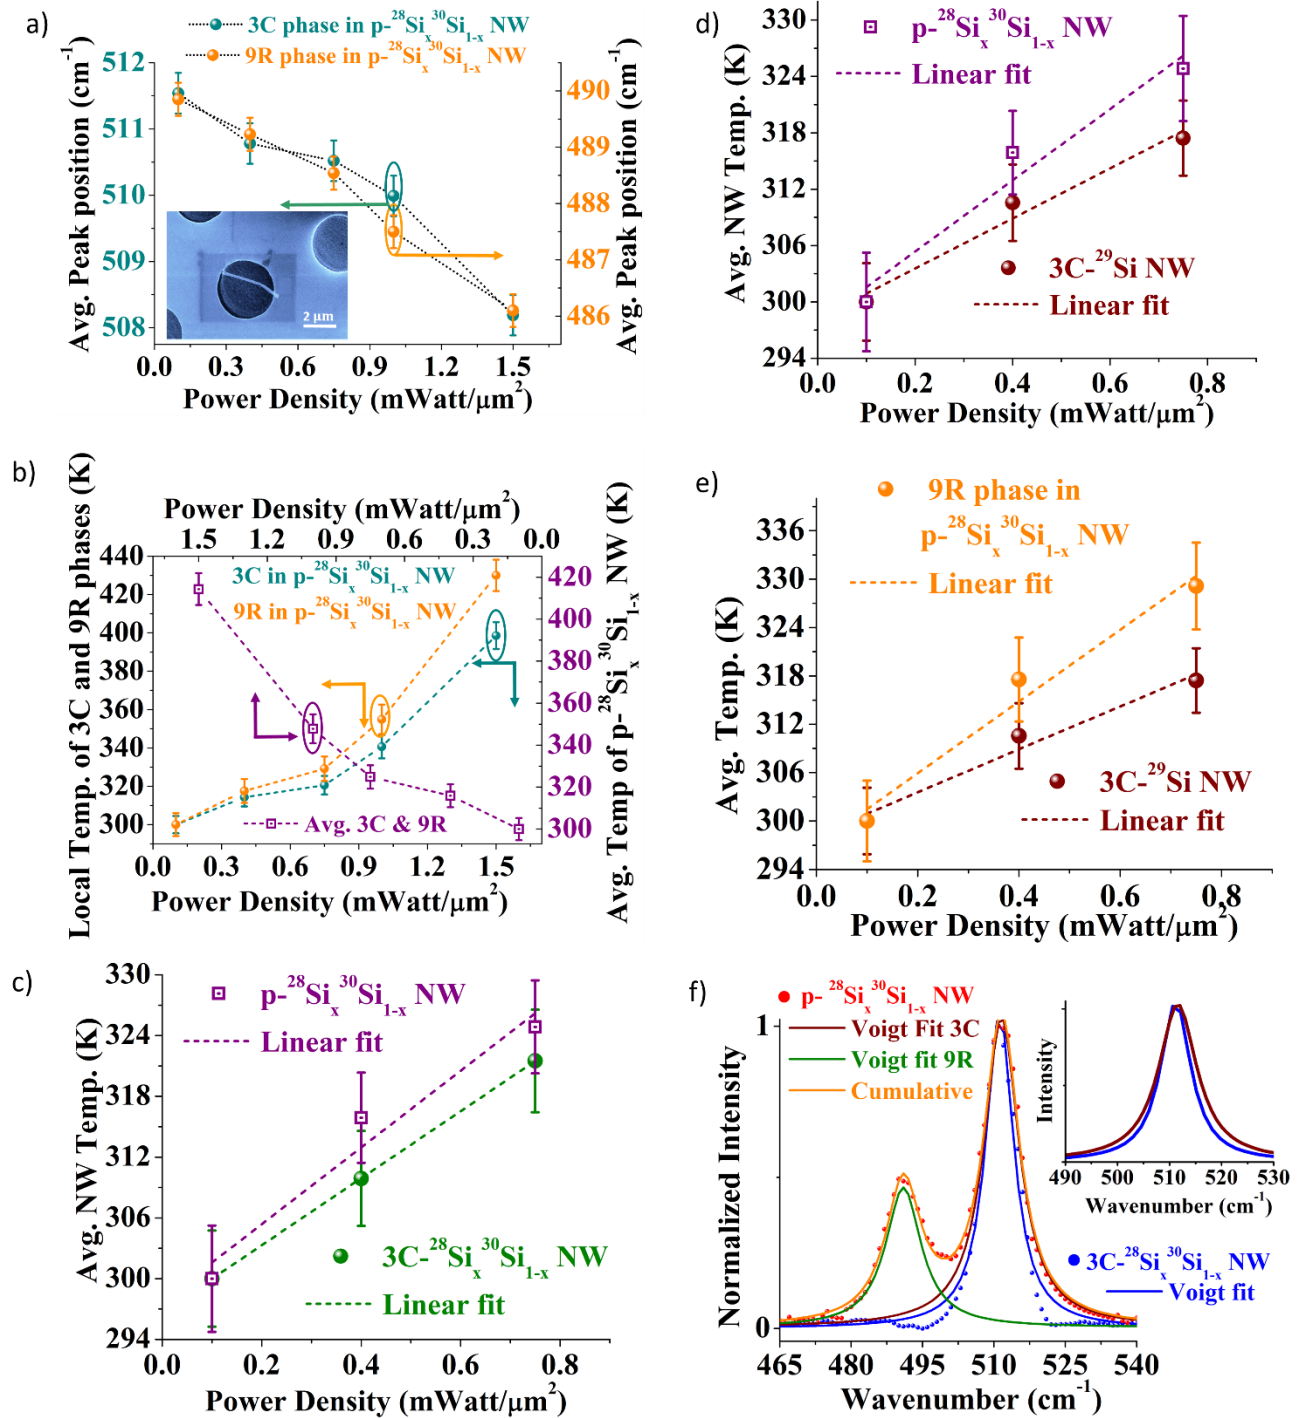 a)
3C phase in p-²⁸Siₓ³⁰Si₁₋ₓ NW
9R phase in p-²⁸Siₓ³⁰Si₁₋ₓ NW
Avg. Peak position (cm⁻¹)
512
511
510
509
508
490
489
488
487
486
Avg. Peak position (cm⁻¹)
2 μm
0.0 0.3 0.6 0.9 1.2 1.5
Power Density (mWatt/μm²)
b)
Power Density (mWatt/μm²)
1.5 1.2 0.9 0.6 0.3 0.0
Local Temp. of 3C and 9R phases (K)
440
420
400
380
360
340
320
300
3C in p-²⁸Siₓ³⁰Si₁₋ₓ NW
9R in p-²⁸Siₓ³⁰Si₁₋ₓ NW
Avg. 3C & 9R
420
400
380
360
340
320
300
Avg. Temp of p-²⁸Siₓ³⁰Si₁₋ₓ NW (K)
0.0 0.3 0.6 0.9 1.2 1.5
Power Density (mWatt/μm²)
c)
Avg. NW Temp. (K)
330
324
318
312
306
300
294
p-²⁸Siₓ³⁰Si₁₋ₓ NW
Linear fit
3C-²⁸Siₓ³⁰Si₁₋ₓ NW
Linear fit
0.0 0.2 0.4 0.6 0.8
Power Density (mWatt/μm²)
d)
Avg. NW Temp. (K)
330
324
318
312
306
300
294
p-²⁸Siₓ³⁰Si₁₋ₓ NW
Linear fit
3C-²⁹Si NW
Linear fit
0.0 0.2 0.4 0.6 0.8
Power Density (mWatt/μm²)
e)
Avg. Temp. (K)
336
330
324
318
312
306
300
294
9R phase in
p-²⁸Siₓ³⁰Si₁₋ₓ NW
Linear fit
3C-²⁹Si NW
Linear fit
0.0 0.2 0.4 0.6 0.8
Power Density (mWatt/μm²)
f)
p- ²⁸Siₓ³⁰Si₁₋ₓ NW
Voigt Fit 3C
Voigt fit 9R
Cumulative
Normalized Intensity
1
0
Intensity
490 500 510 520 530
Wavenumber (cm⁻¹)
3C-²⁸Siₓ³⁰Si₁₋ₓ NW
Voigt fit
465 480 495 510 525 540
Wavenumber (cm⁻¹)